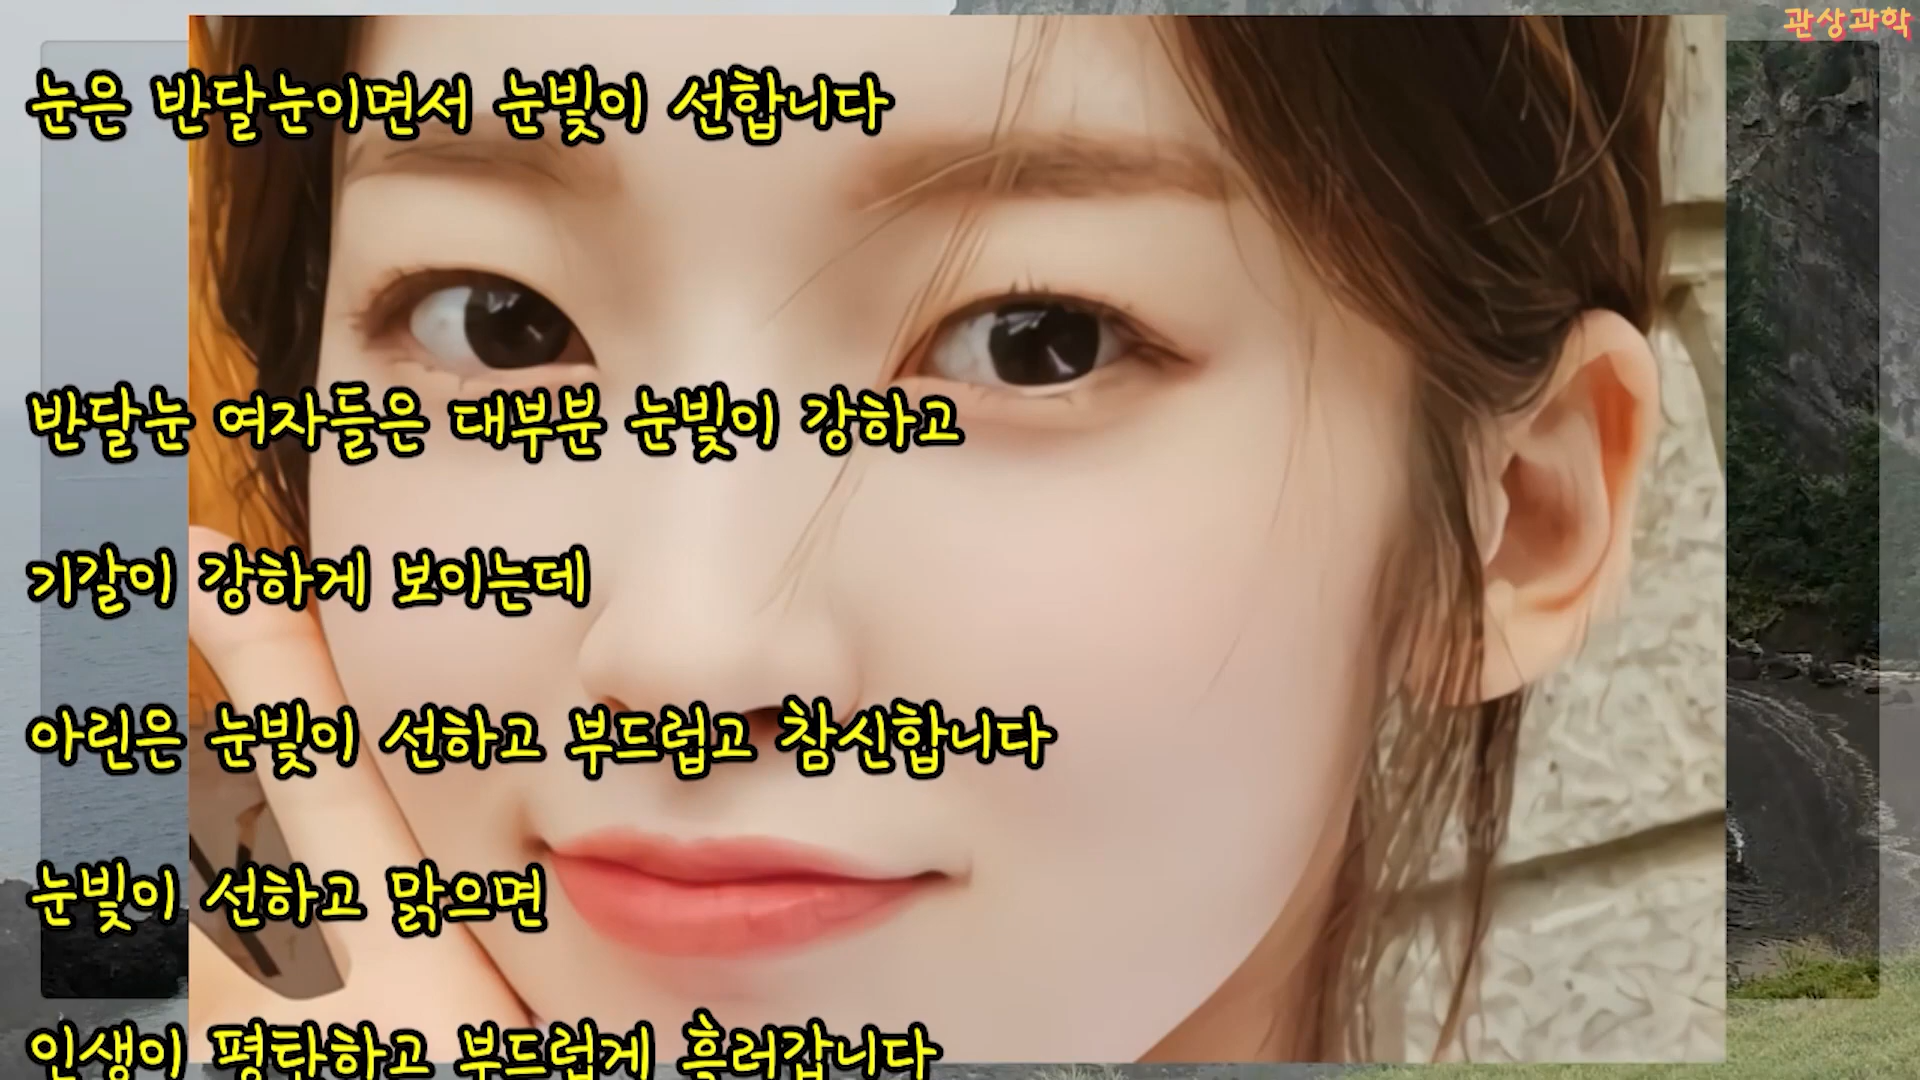 관상과학
눈은 반달눈이면서 눈빛이 선합니다
반달눈 여자들은 대부분 눈빛이 강하고
기갈이 강하게 보이는데
아린은 눈빛이 선하고 부드럽고 참신합니다
눈빛이 선하고 맑으면
인생이 평탄하고 부드럽게 흘러갑니다